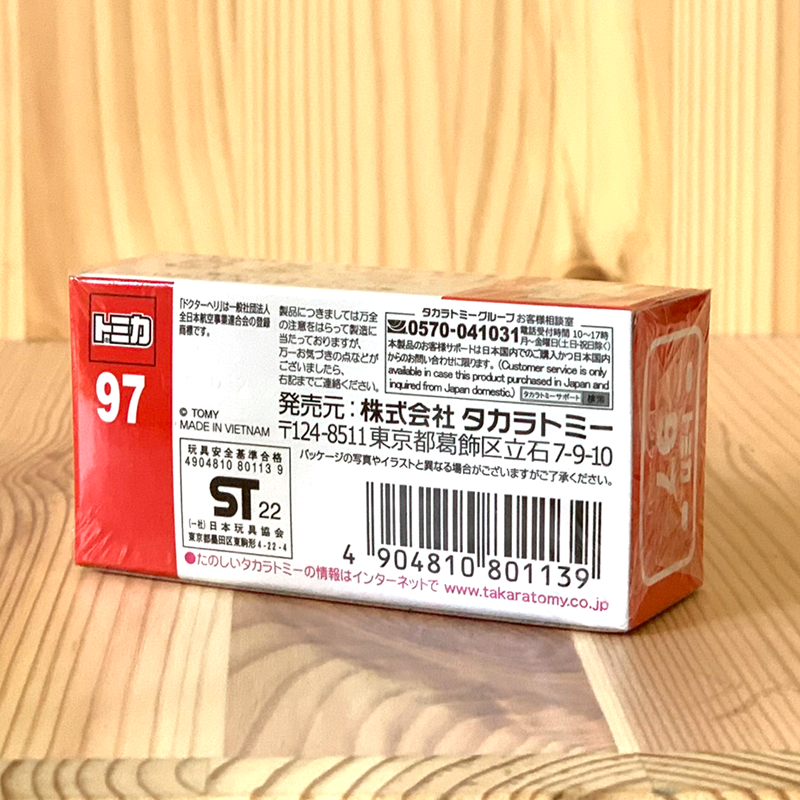 トミカ
97
「ドクターヘリ」は一般社団法人
全日本航空事業連合会の登録
商標です。
© TOMY
MADE IN VIETNAM
製品につきましては万全
の注意をはらって製造に
当たっておりますが、
万一お気づきの点などが
ございましたら、
右記までご連絡ください。
タカラトミーグループお客様相談室
0570-041031 電話受付時間 10〜17時
月〜金曜日(土・日・祝日除く)
本製品のお客様サポートは日本国内でのご購入かつ日本国内
からのお問い合わせに限ります。(Customer service is only
available in case this product purchased in Japan and
inquired from Japan domestic.) タカラトミーサポート 検索
発売元：株式会社 タカラトミー
〒124-8511 東京都葛飾区立石 7-9-10
パッケージの写真やイラストと異なる場合がございますがご了承ください。
玩具安全基準合格
4904810 80113 9
ST 22
(一社)日本玩具協会
東京都墨田区東駒形4-22-4
4 904810 801139
●たのしいタカラトミーの情報はインターネットで www.takaratomy.co.jp
トミカ
97